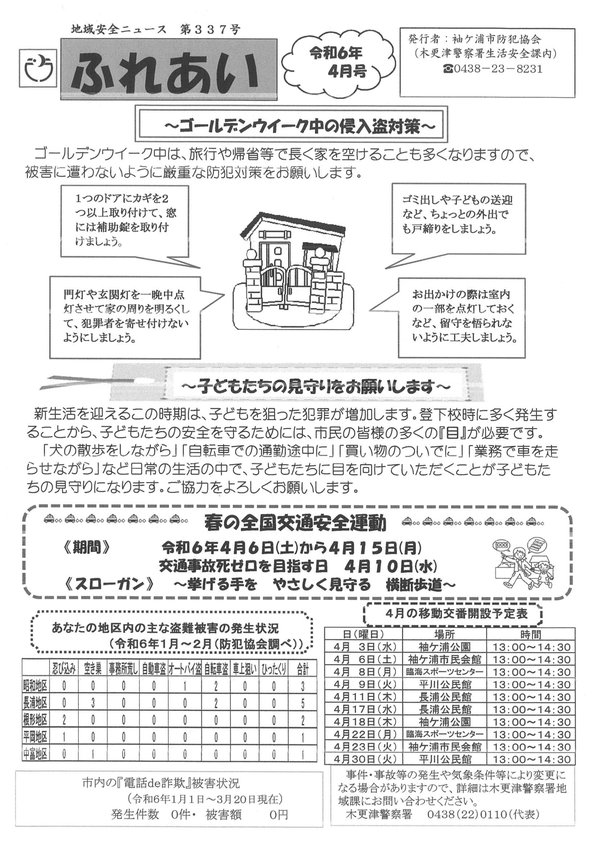 地域安全ニュース 第３３７号
ふれあい
令和6年
4月号
発行者：袖ケ浦市防犯協会
（木更津警察署生活安全課内）
☎0438－23－8231
～ゴールデンウイーク中の侵入盗対策～
ゴールデンウイーク中は、旅行や帰省等で長く家を空けることも多くなりますので、
被害に遭わないように厳重な防犯対策をお願いします。
1つのドアにカギを2
つ以上取り付けて、窓
には補助錠を取り付
けましょう。
ゴミ出しや子どもの送迎
など、ちょっとの外出で
も戸締りをしましょう。
門灯や玄関灯を一晩中点
灯させて家の周りを明るくし
て、犯罪者を寄せ付けない
ようにしましょう。
お出かけの際は室内
の一部を点灯しておく
など、留守を悟られな
いように工夫しましょう。
～子どもたちの見守りをお願いします～
新生活を迎えるこの時期は、子どもを狙った犯罪が増加します。登下校時に多く発生す
ることから、子どもたちの安全を守るためには、市民の皆様の多くの『目』が必要です。
「犬の散歩をしながら」「自転車での通勤途中に」「買い物のついでに」「業務で車を走
らせながら」など日常の生活の中で、子どもたちに目を向けていただくことが子どもた
ちの見守りになります。ご協力をよろしくお願いします。
春の全国交通安全運動
《期間》 令和6年4月6日(土)から4月15日(月)
交通事故死ゼロを目指す日 4月10日(水)
《スローガン》 ～挙げる手を やさしく見守る 横断歩道～
あなたの地区内の主な盗難被害の発生状況
（令和6年1月～2月(防犯協会調べ)）
忍び込み 空き巣 事務所荒し 自動車盗 オートバイ盗 自転車盗 車上狙い ひったくり 合計
昭和地区 0 0 0 0 1 2 0 0 3
長浦地区 0 3 0 0 0 2 0 0 5
根形地区 2 0 0 0 0 0 0 0 2
平岡地区 1 0 0 0 0 0 0 0 1
中富地区 0 1 0 0 0 0 0 0 1
市内の『電話de詐欺』被害状況
（令和6年1月1日～3月20日現在）
発生件数 0件・ 被害額 0円
4月の移動交番開設予定表
日（曜日） 場所 時間
4月 3日(水) 袖ケ浦公園 13:00～14:30
4月 6日(土) 袖ケ浦市民会館 13:00～14:30
4月 8日(月) 臨海スポーツセンター 13:00～14:30
4月 9日(火) 平川公民館 13:00～14:30
4月11日(木) 長浦公民館 13:00～14:30
4月17日(水) 長浦公民館 13:00～14:30
4月18日(木) 袖ケ浦公園 13:00～14:30
4月22日(月) 臨海スポーツセンター 13:00～14:30
4月23日(火) 袖ケ浦市民会館 13:00～14:30
4月30日(火) 平川公民館 13:00～14:30
事件・事故等の発生や気象条件等により変更に
なる場合がありますので、詳細は木更津警察署地
域課にお問い合わせください。
木更津警察署 0438(22)0110(代表)